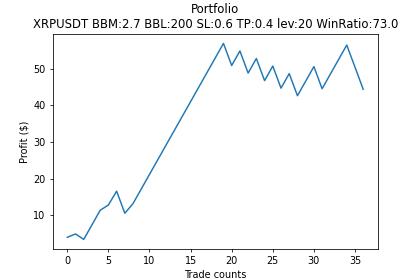 Portfolio
XRPUSDT BBM:2.7 BBL:200 SL:0.6 TP:0.4 lev:20 WinRatio:73.0
Profit ($)
50
40
30
20
10
0 5 10 15 20 25 30 35
Trade counts